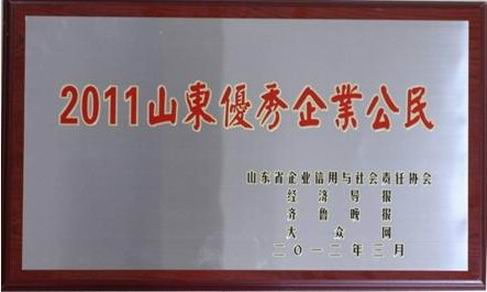 2011山東優秀企業公民
山东省企业信用与社会责任协会
经济导报
齐鲁晚报
大众网
二〇一二年三月